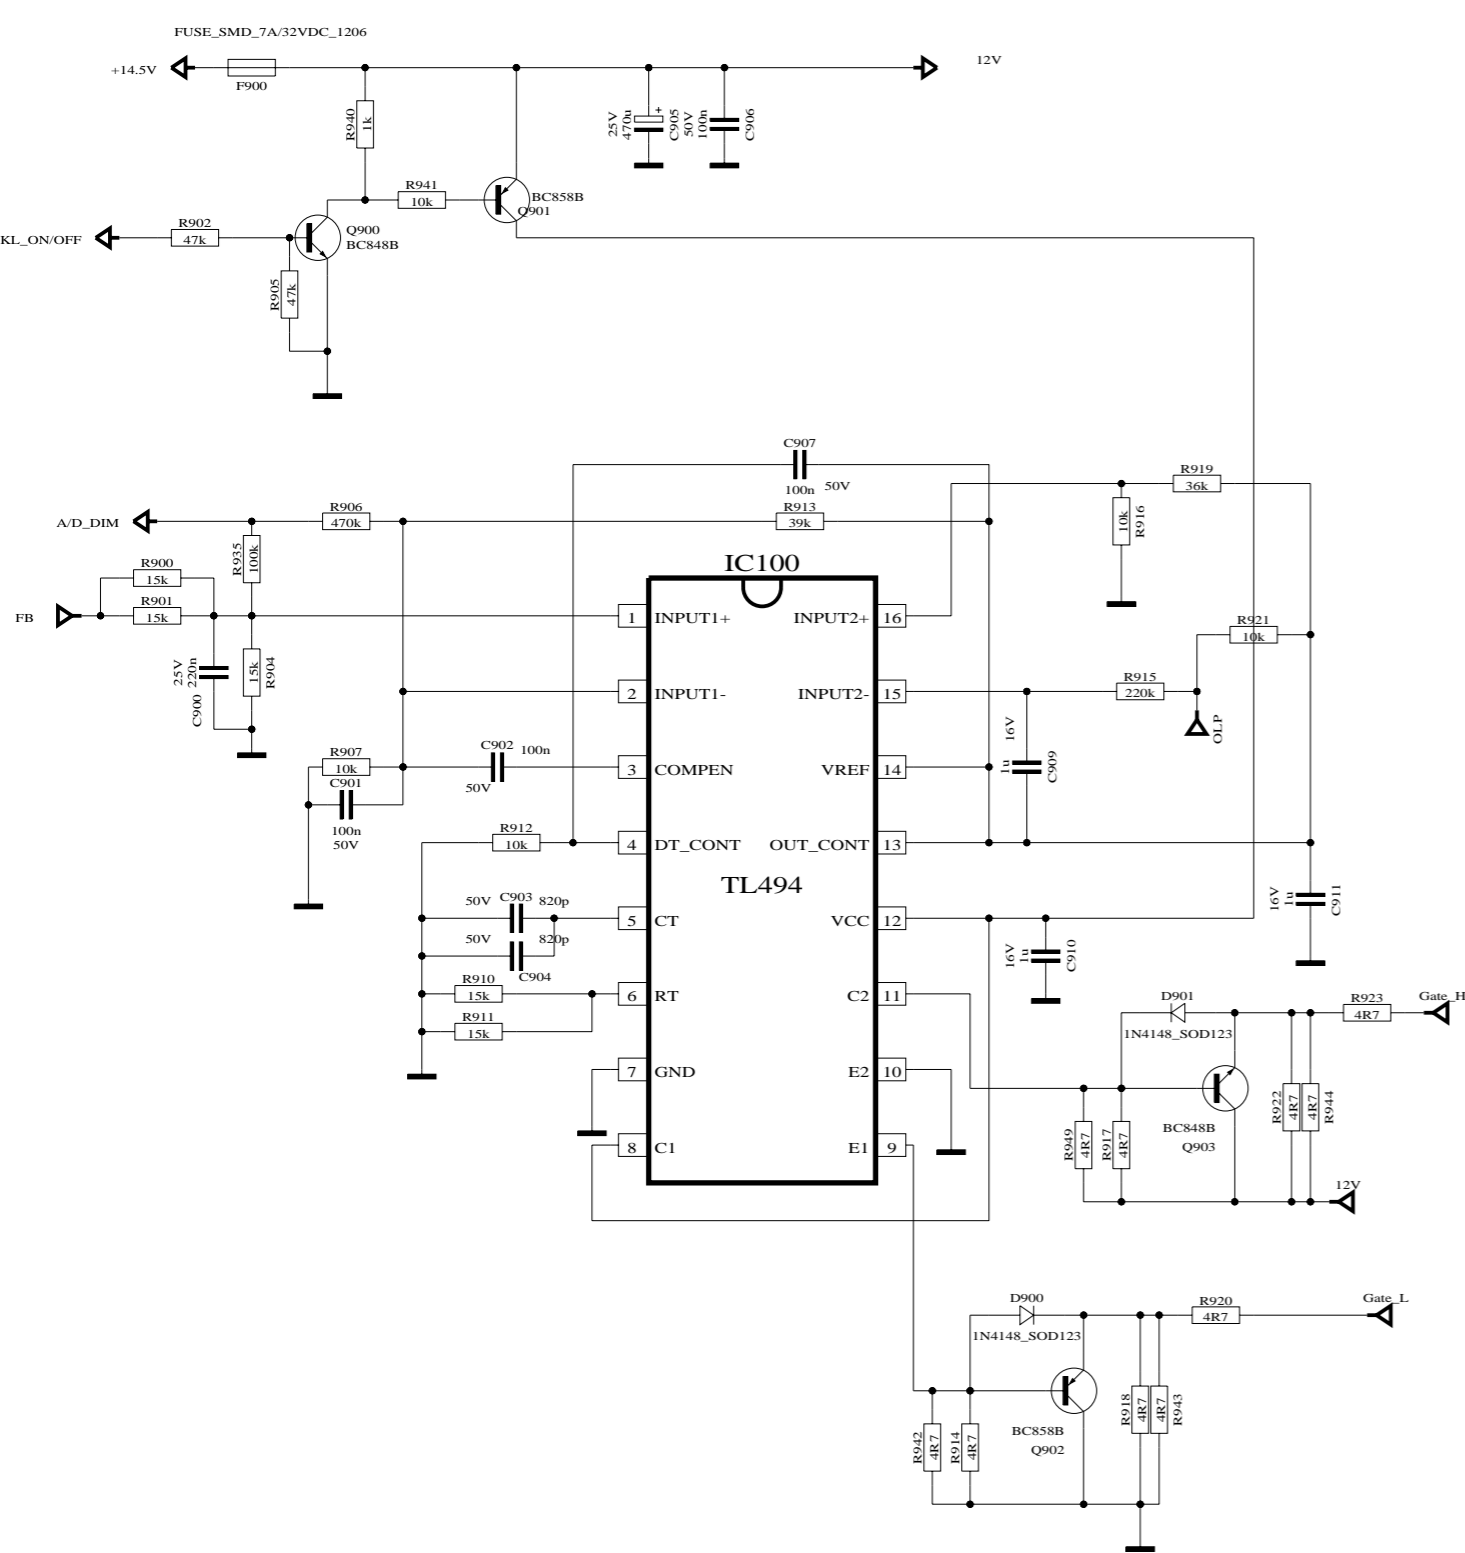 FUSE_SMD_7A/32VDC_1206
+14.5V
F900
12V
R940
1k
25V
470u
+
C905
50V
100n
C906
R941
10k
BC858B
Q901
KL_ON/OFF
R902
47k
Q900
BC848B
R905
47k
C907
100n
50V
A/D_DIM
R906
470k
R913
39k
R919
36k
10k
R916
R935
100k
R900
15k
FB
R901
15k
25V
220n
C900
15k
R904
IC100
1
INPUT1+
INPUT2+
16
R921
10k
2
INPUT1-
INPUT2-
15
R915
220k
OLP
R907
10k
C901
100n
50V
C902
100n
50V
3
COMPEN
VREF
14
16V
1u
C909
R912
10k
4
DT_CONT
OUT_CONT
13
TL494
50V
C903
820p
5
CT
VCC
12
16V
1u
C911
50V
820p
C904
16V
1u
C910
R910
15k
6
RT
C2
11
R911
15k
D901
1N4148_SOD123
R923
4R7
Gate_H
7
GND
E2
10
R949
4R7
R917
4R7
BC848B
Q903
R922
4R7
4R7
R944
8
C1
E1
9
12V
D900
1N4148_SOD123
R920
4R7
Gate_L
R942
4R7
R914
4R7
BC858B
Q902
R918
4R7
4R7
R943